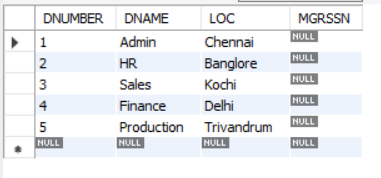 DNUMBER DNAME LOC MGRSSN
1 Admin Chennai NULL
2 HR Banglore NULL
3 Sales Kochi NULL
4 Finance Delhi NULL
5 Production Trivandrum NULL
NULL NULL NULL NULL